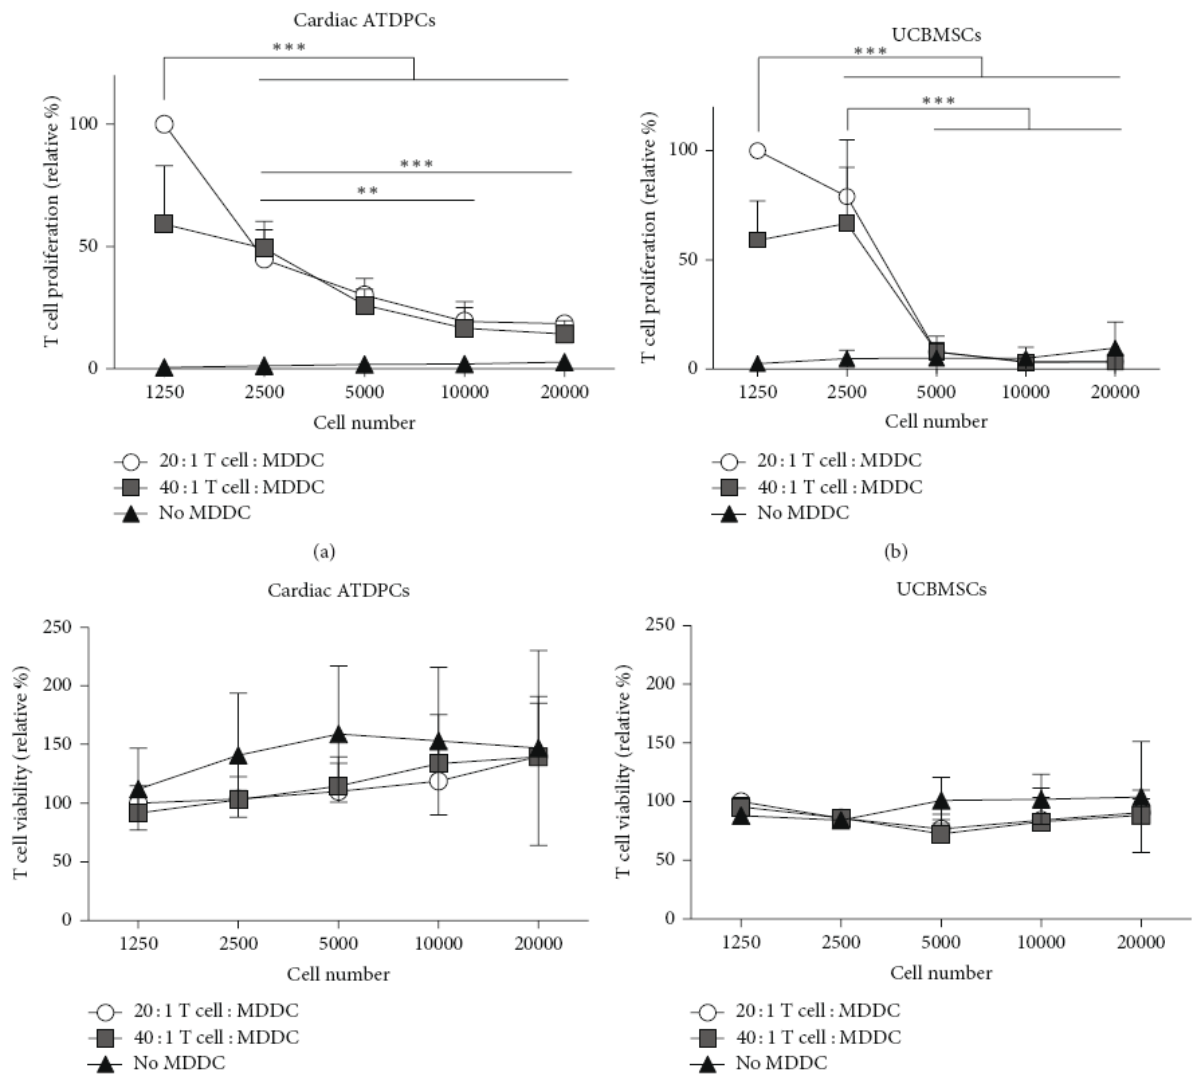 Cardiac ATDPCs
***
***
**
T cell proliferation (relative %)
100
50
0
1250 2500 5000 10000 20000
Cell number
20 : 1 T cell : MDDC
40 : 1 T cell : MDDC
No MDDC
(a)
UCBMSCs
***
***
T cell proliferation (relative %)
100
50
0
1250 2500 5000 10000 20000
Cell number
20 : 1 T cell : MDDC
40 : 1 T cell : MDDC
No MDDC
(b)
Cardiac ATDPCs
T cell viability (relative %)
250
200
150
100
50
0
1250 2500 5000 10000 20000
Cell number
20 : 1 T cell : MDDC
40 : 1 T cell : MDDC
No MDDC
UCBMSCs
T cell viability (relative %)
250
200
150
100
50
0
1250 2500 5000 10000 20000
Cell number
20 : 1 T cell : MDDC
40 : 1 T cell : MDDC
No MDDC